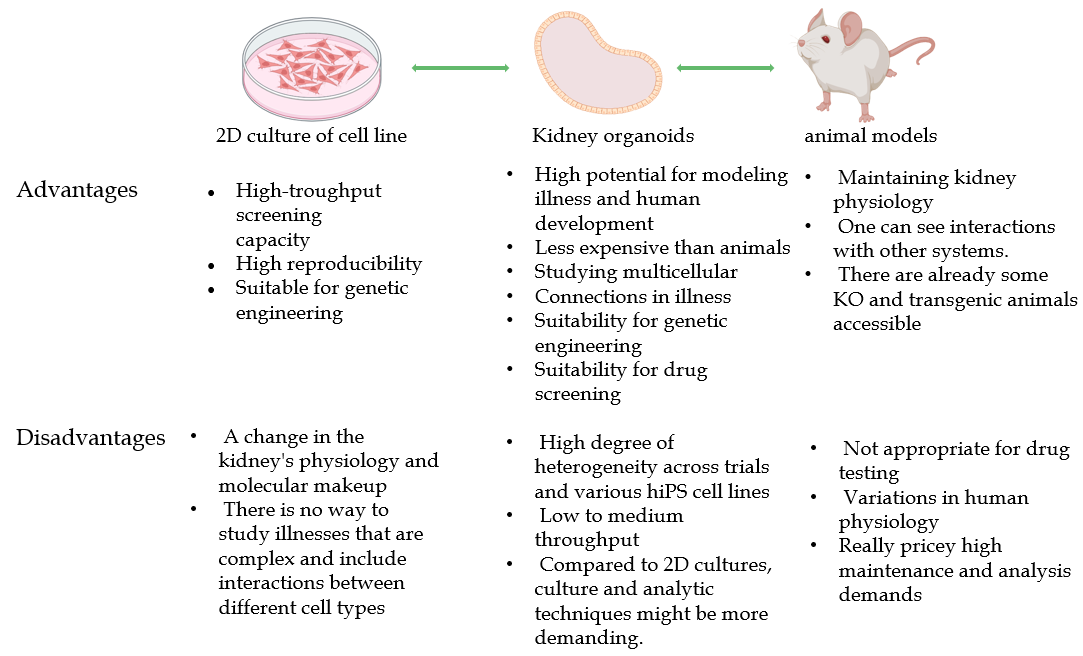 2D culture of cell line
Kidney organoids
animal models
Advantages
• High-troughput
screening
capacity
• High reproducibility
• Suitable for genetic
engineering
• High potential for modeling
illness and human
development
• Less expensive than animals
• Studying multicellular
• Connections in illness
• Suitability for genetic
engineering
• Suitability for drug
screening
• Maintaining kidney
physiology
• One can see interactions
with other systems.
• There are already some
KO and transgenic animals
accessible
Disadvantages
• A change in the
kidney's physiology and
molecular makeup
• There is no way to
study illnesses that are
complex and include
interactions between
different cell types
• High degree of
heterogeneity across trials
and various hiPS cell lines
• Low to medium
throughput
• Compared to 2D cultures,
culture and analytic
techniques might be more
demanding.
• Not appropriate for drug
testing
• Variations in human
physiology
• Really pricey high
maintenance and analysis
demands